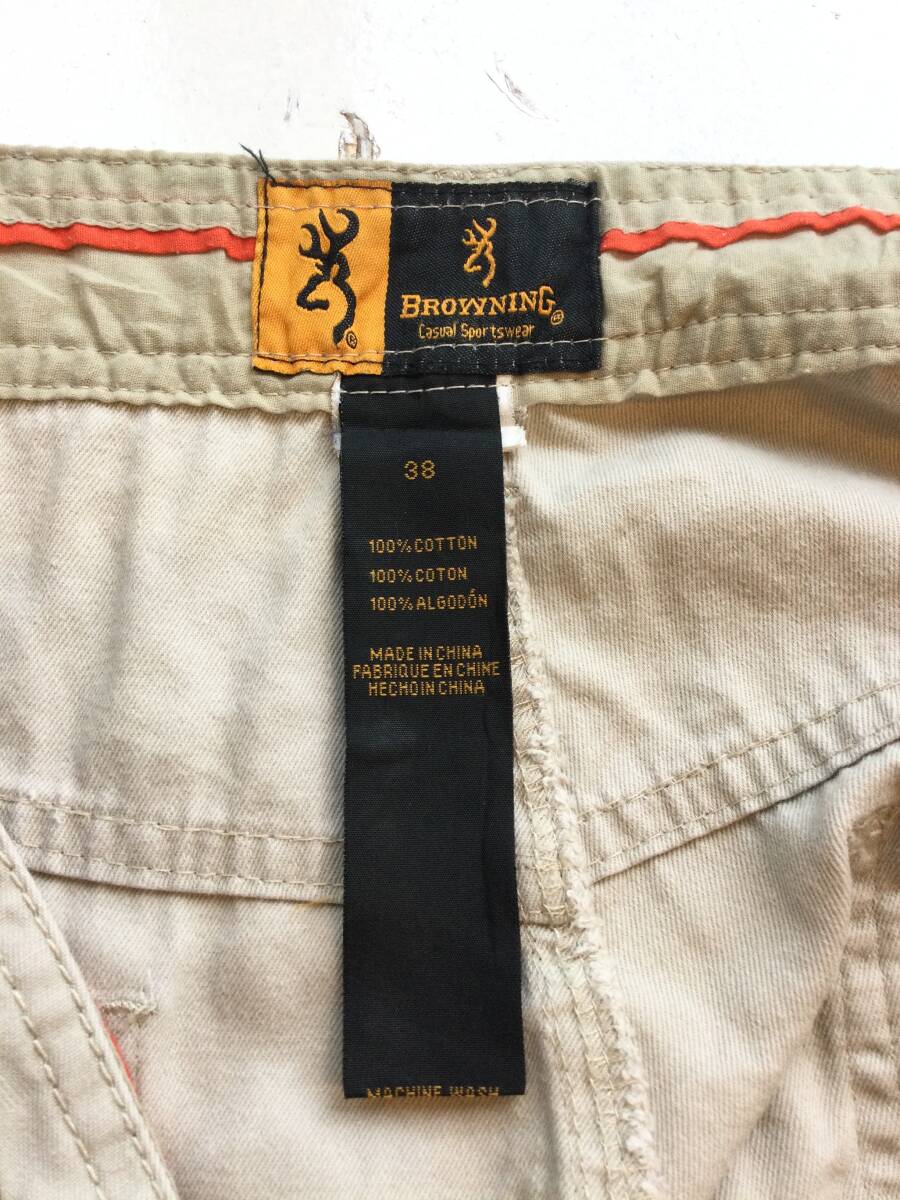 ®
BROWNING®
Casual Sportswear
38
100% COTTON
100% COTON
100% ALGODÓN
MADE IN CHINA
FABRIQUE EN CHINE
HECHO IN CHINA
MACHINE WASH